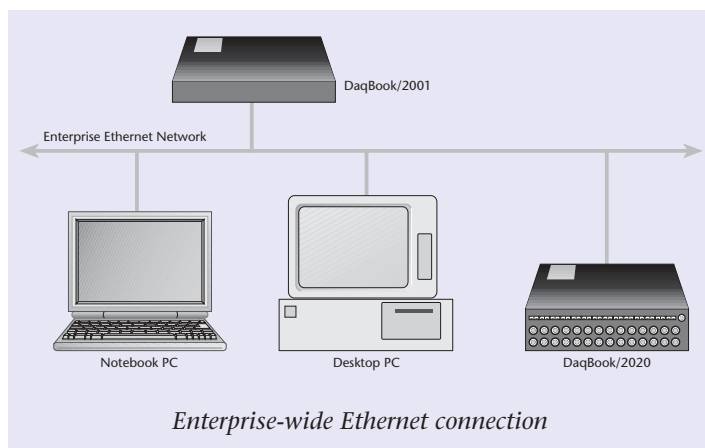 DaqBook/2001
Enterprise Ethernet Network
Notebook PC
Desktop PC
DaqBook/2020
Enterprise-wide Ethernet connection